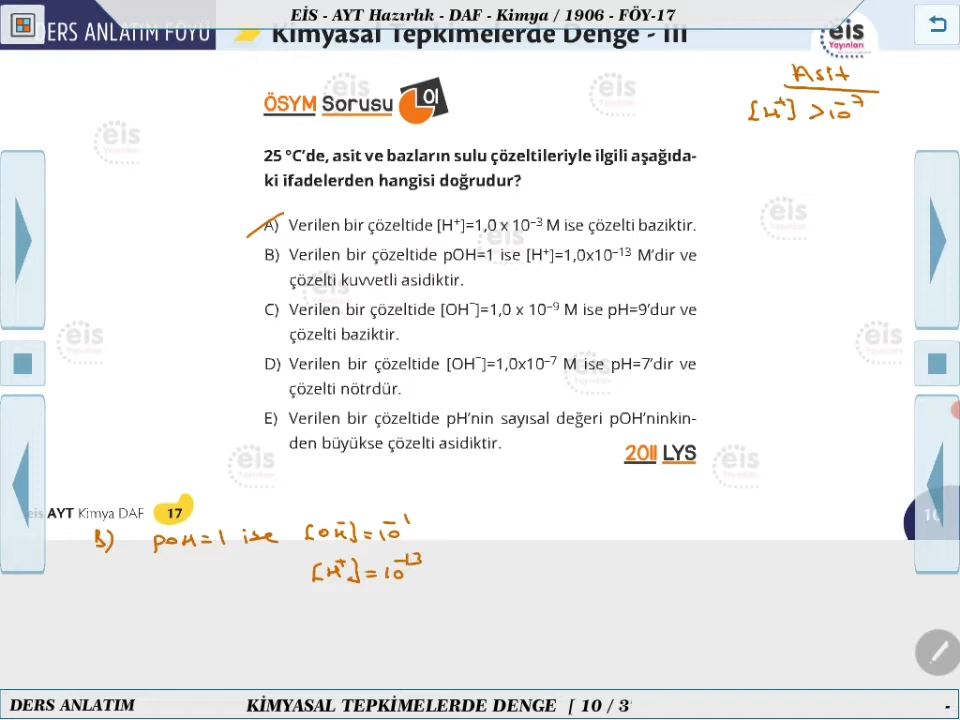 EİS - AYT Hazırlık - DAF - Kimya / 1906 - FÖY-17
DERS ANLATIM FÖYÜ
Kimyasal Tepkimelerde Denge - III
eis
Yayınları
Asit
[H⁺] > 10⁻⁷
ÖSYM Sorusu 01
25 °C'de, asit ve bazların sulu çözeltileriyle ilgili aşağıda-
ki ifadelerden hangisi doğrudur?
A) Verilen bir çözeltide [H⁺]=1,0 x 10⁻³ M ise çözelti baziktir.
B) Verilen bir çözeltide pOH=1 ise [H⁺]=1,0x10⁻¹³ M'dir ve
çözelti kuvvetli asidiktir.
C) Verilen bir çözeltide [OH⁻]=1,0 x 10⁻⁹ M ise pH=9'dur ve
çözelti baziktir.
D) Verilen bir çözeltide [OH⁻]=1,0x10⁻⁷ M ise pH=7'dir ve
çözelti nötrdür.
E) Verilen bir çözeltide pH'nin sayısal değeri pOH'ninkin-
den büyükse çözelti asidiktir.
2011 LYS
eis AYT Kimya DAF 17
B) pOH=1 ise [OH⁻]=10⁻¹
[H⁺]=10⁻¹³
DERS ANLATIM
KİMYASAL TEPKİMELERDE DENGE [ 10 / 3
-